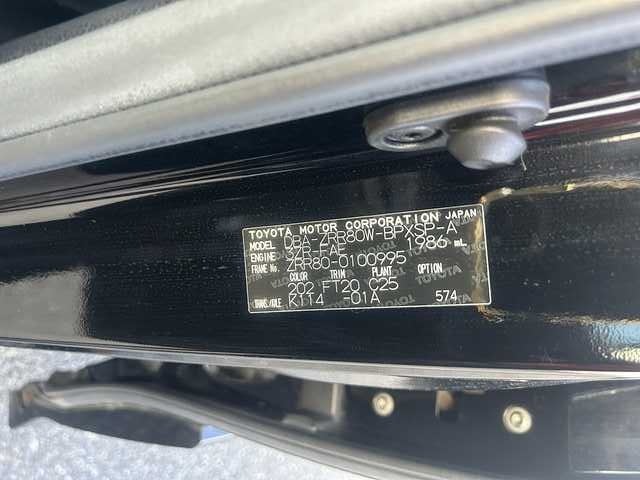 TOYOTA MOTOR CORPORATION JAPAN
MODEL DBA-ZRR80W-BPXSP-A
ENGINE 3ZR-FAE 1986 mL
FRAME No. ZRR80-0100995
COLOR TRIM PLANT OPTION
202 FT20 C25
TRANS./AXLE K114 -01A 574